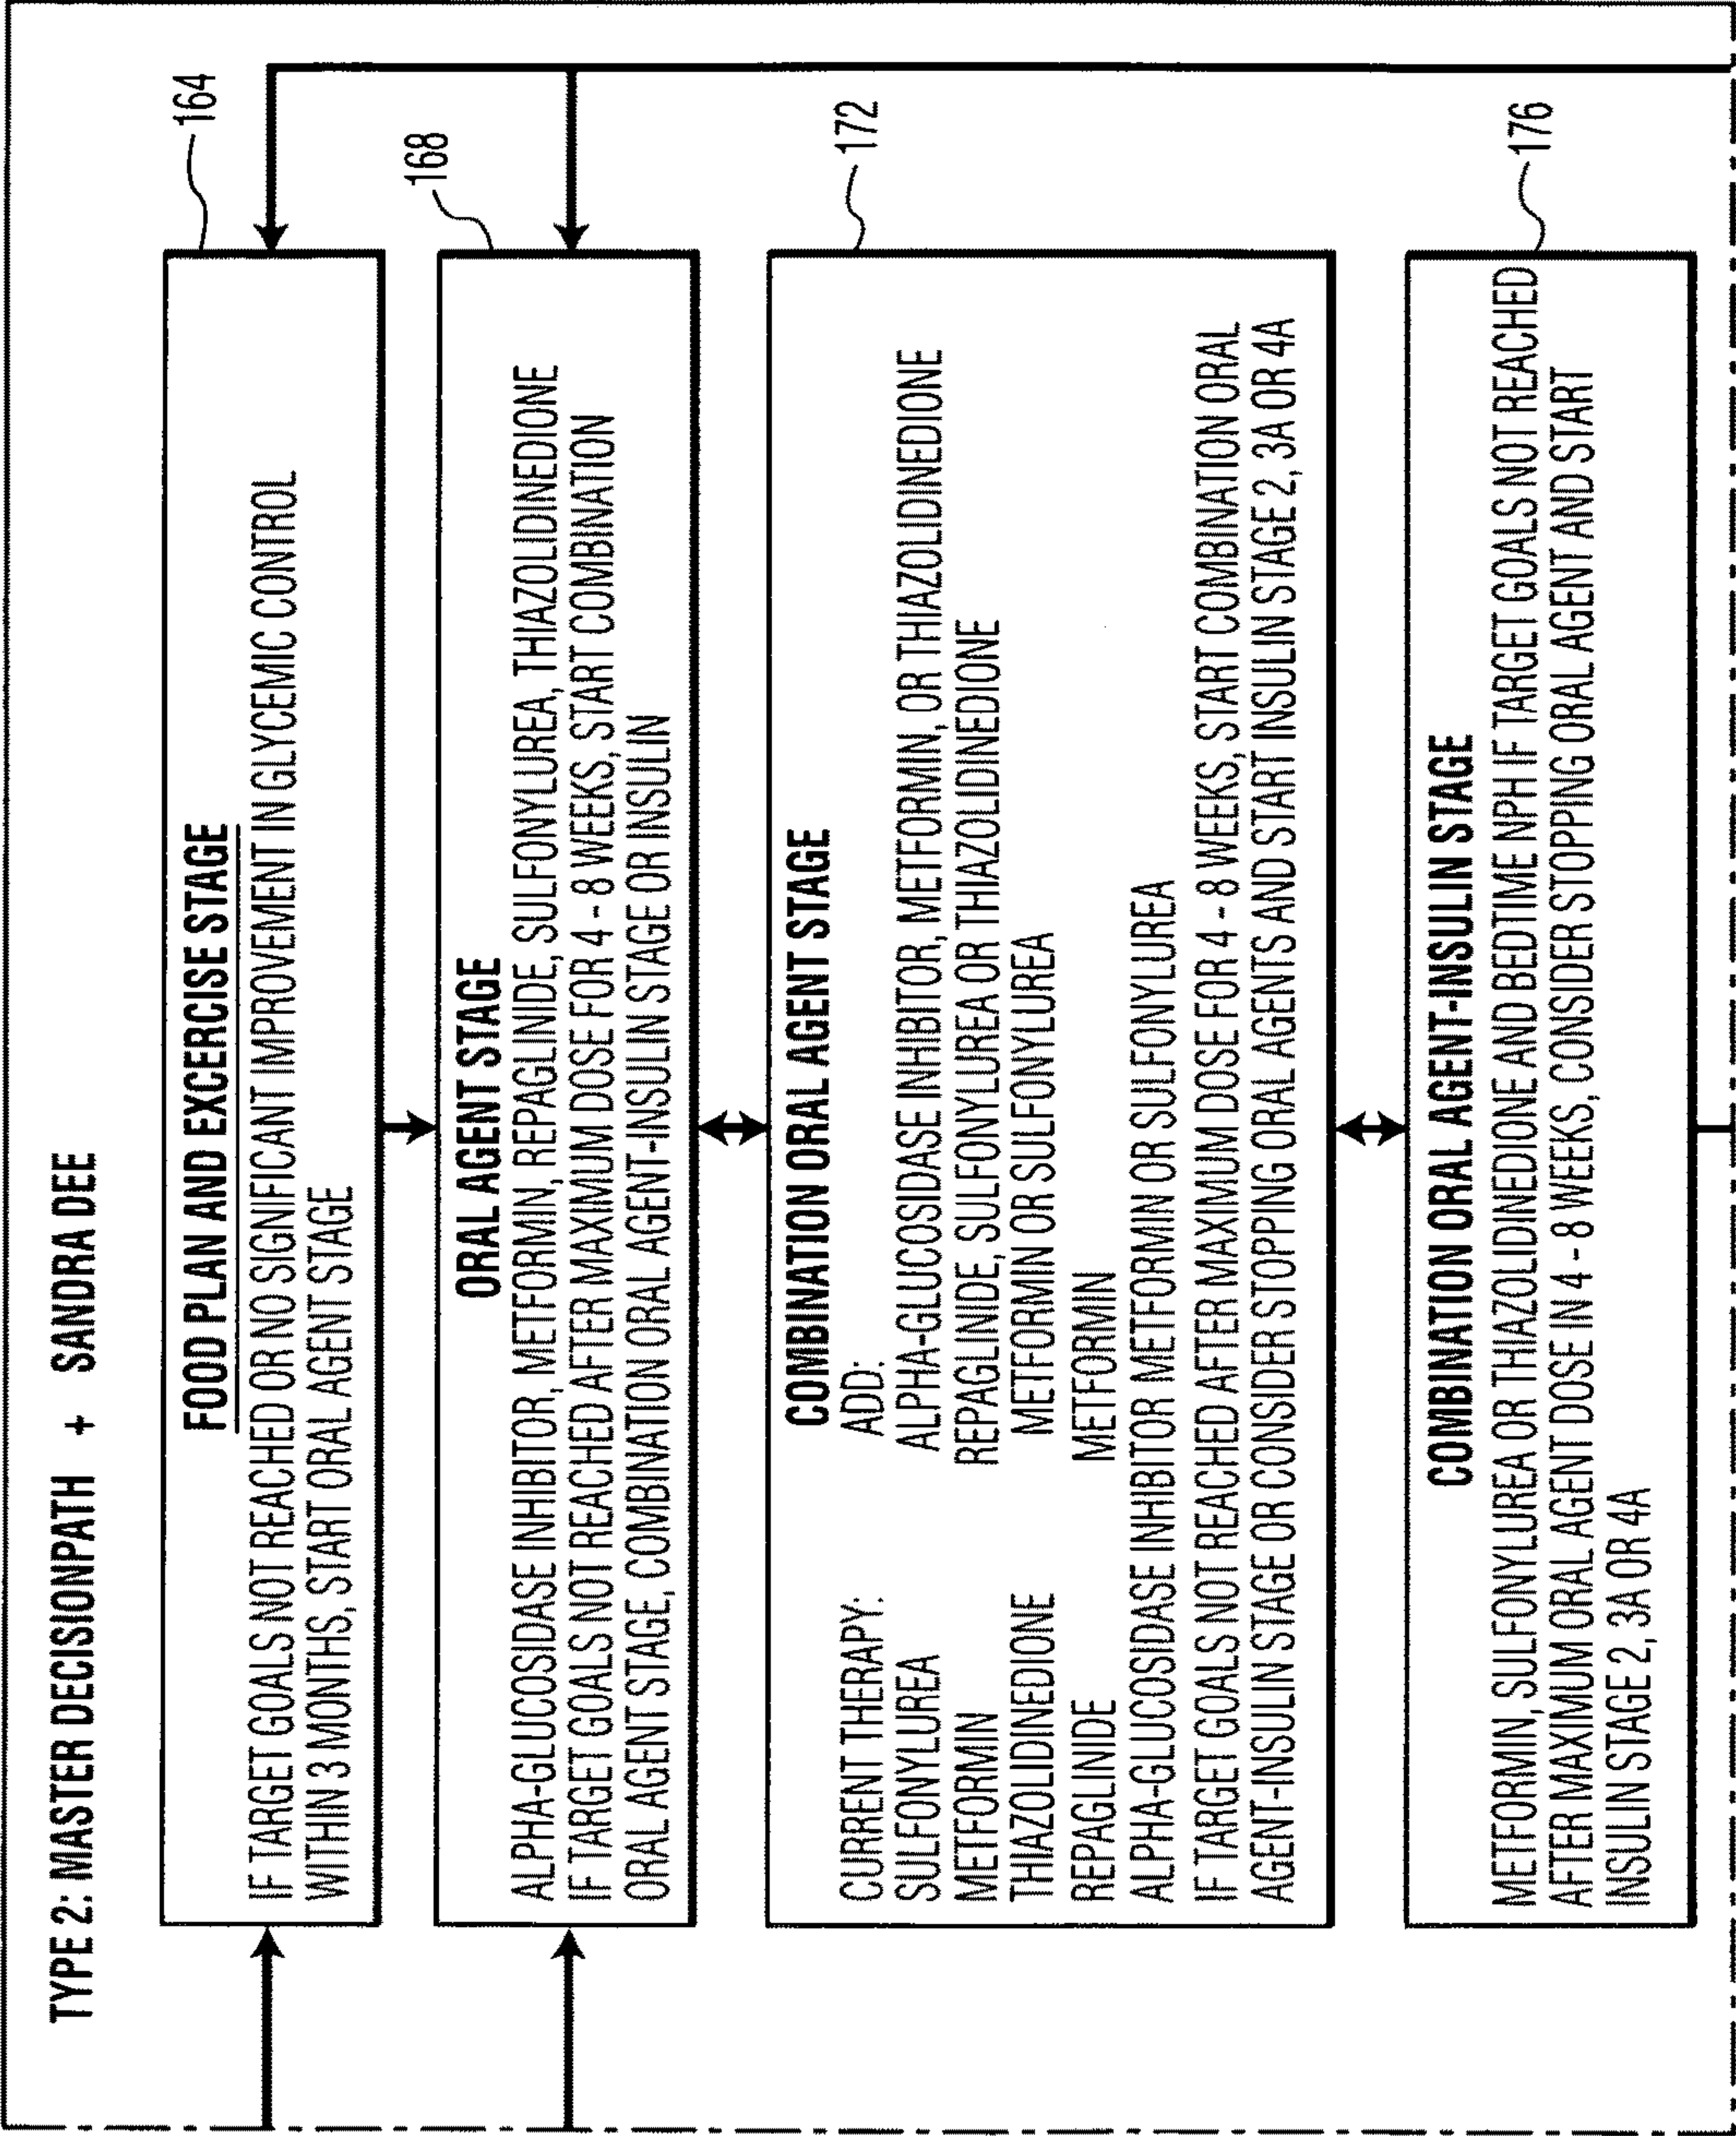 TYPE 2: MASTER DECISIONPATH + SANDRA DEE
164
FOOD PLAN AND EXCERCISE STAGE
IF TARGET GOALS NOT REACHED OR NO SIGNIFICANT IMPROVEMENT IN GLYCEMIC CONTROL
WITHIN 3 MONTHS, START ORAL AGENT STAGE
168
ORAL AGENT STAGE
ALPHA-GLUCOSIDASE INHIBITOR, METFORMIN, REPAGLINIDE, SULFONYLUREA, THIAZOLIDINEDIONE
IF TARGET GOALS NOT REACHED AFTER MAXIMUM DOSE FOR 4 - 8 WEEKS, START COMBINATION
ORAL AGENT STAGE, COMBINATION ORAL AGENT-INSULIN STAGE OR INSULIN
172
COMBINATION ORAL AGENT STAGE
CURRENT THERAPY: ADD:
SULFONYLUREA ALPHA-GLUCOSIDASE INHIBITOR, METFORMIN, OR THIAZOLIDINEDIONE
METFORMIN REPAGLINIDE, SULFONYLUREA OR THIAZOLIDINEDIONE
THIAZOLIDINEDIONE METFORMIN OR SULFONYLUREA
REPAGLINIDE METFORMIN
ALPHA-GLUCOSIDASE INHIBITOR METFORMIN OR SULFONYLUREA
IF TARGET GOALS NOT REACHED AFTER MAXIMUM DOSE FOR 4 - 8 WEEKS, START COMBINATION ORAL
AGENT-INSULIN STAGE OR CONSIDER STOPPING ORAL AGENTS AND START INSULIN STAGE 2, 3A OR 4A
176
COMBINATION ORAL AGENT-INSULIN STAGE
METFORMIN, SULFONYLUREA OR THIAZOLIDINEDIONE AND BEDTIME NPH IF TARGET GOALS NOT REACHED
AFTER MAXIMUM ORAL AGENT DOSE IN 4 - 8 WEEKS, CONSIDER STOPPING ORAL AGENT AND START
INSULIN STAGE 2, 3A OR 4A